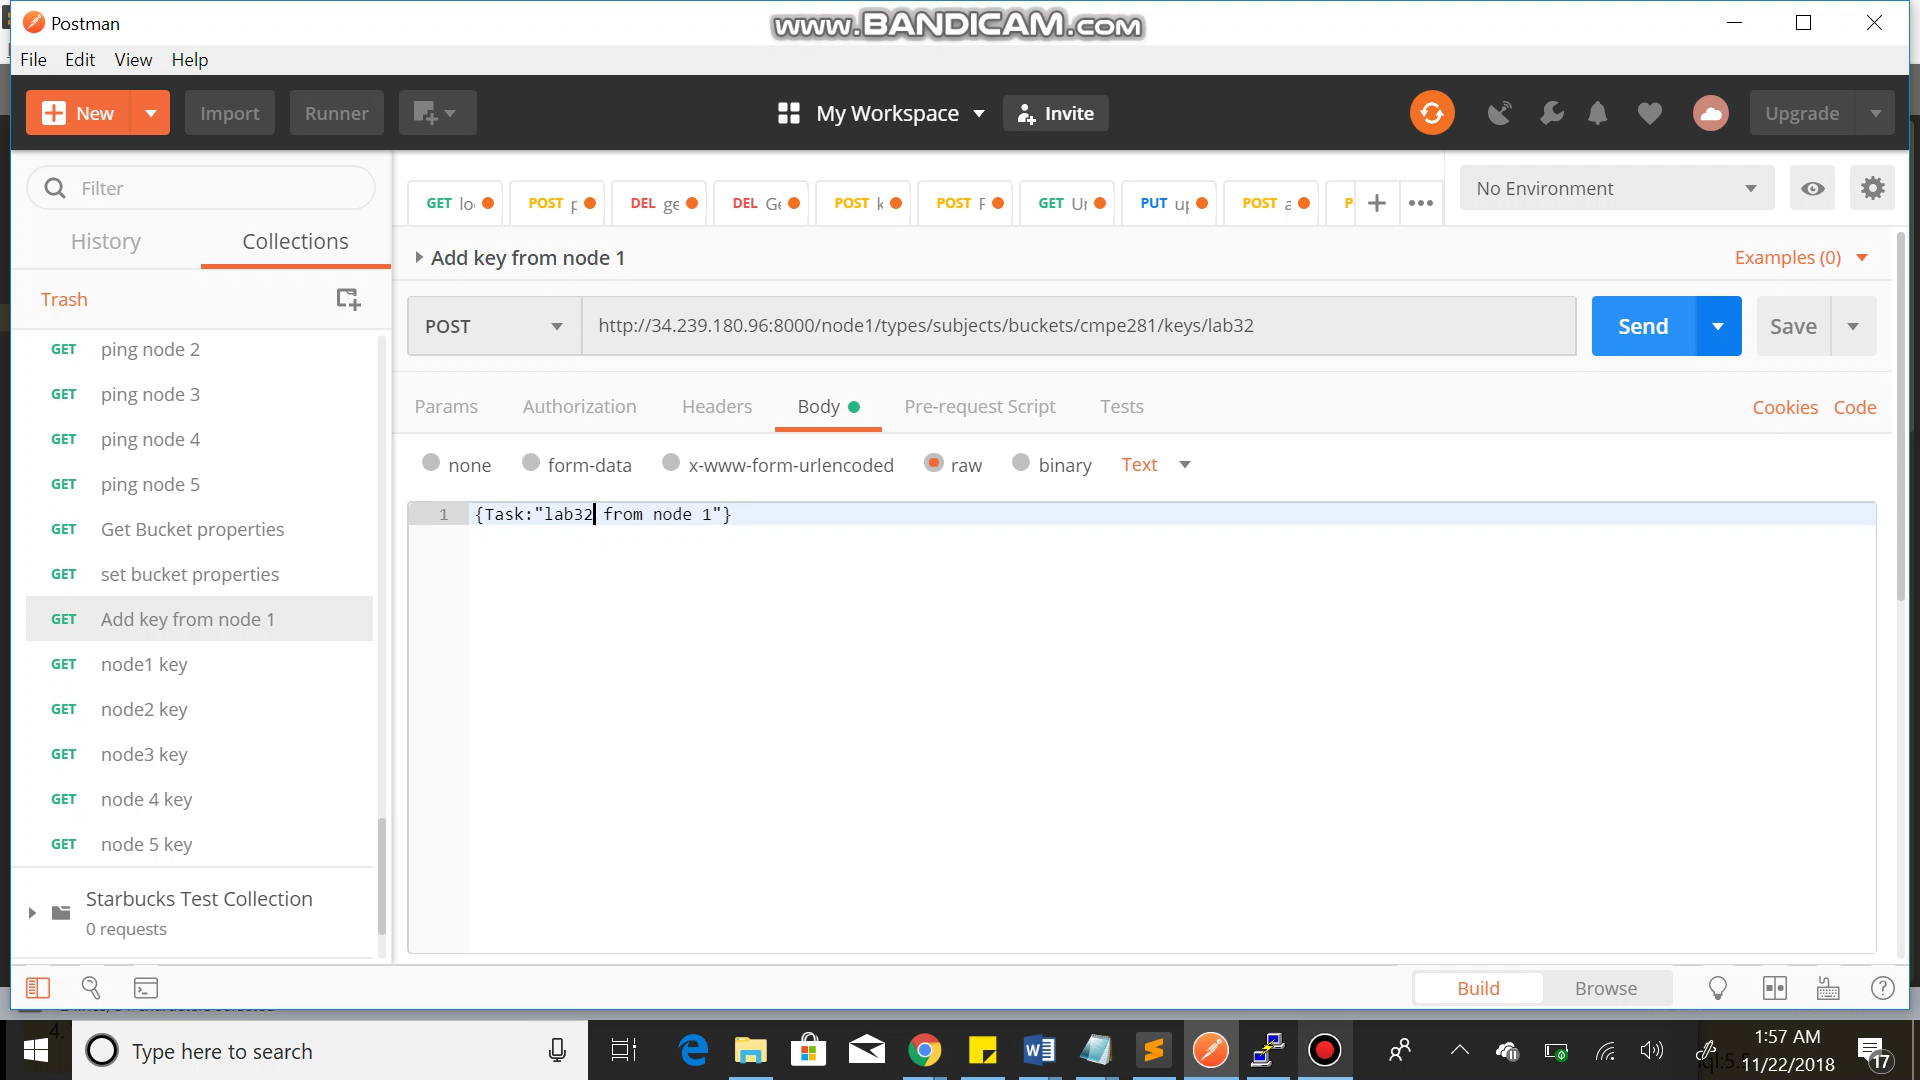 Postman
www.BANDICAM.com
File Edit View Help
New Import Runner My Workspace Invite Upgrade
Filter
History Collections
Trash
GET ping node 2
GET ping node 3
GET ping node 4
GET ping node 5
GET Get Bucket properties
GET set bucket properties
GET Add key from node 1
GET node1 key
GET node2 key
GET node3 key
GET node 4 key
GET node 5 key
Starbucks Test Collection
0 requests
GET POST DEL ge DEL Ge POST k POST GET PUT POST a
No Environment
Add key from node 1 Examples (0)
POST http://34.239.180.96:8000/node1/types/subjects/buckets/cmpe281/keys/lab32 Send Save
Params Authorization Headers Body Pre-request Script Tests Cookies Code
none form-data x-www-form-urlencoded raw binary Text
1 {Task:"lab32 from node 1"}
Build Browse
Type here to search
1:57 AM
11/22/2018
17